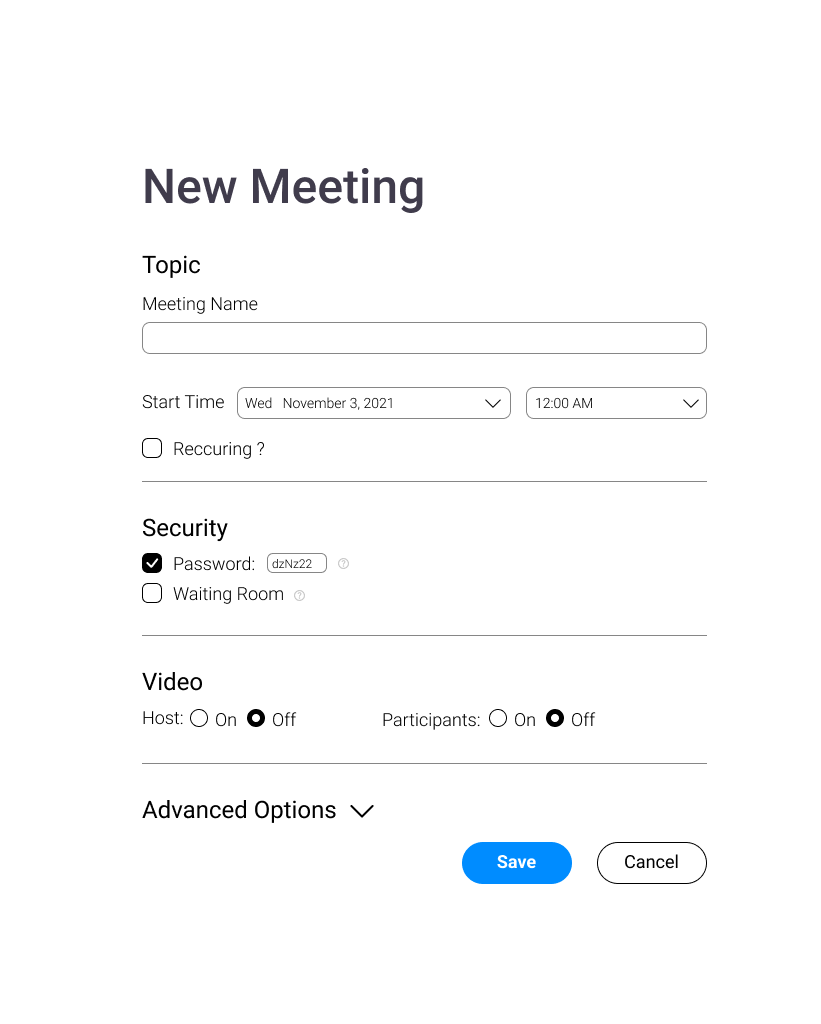 New Meeting
Topic
Meeting Name
Start Time Wed November 3, 2021 12:00 AM
Reccuring ?
Security
Password: dzNz22 ?
Waiting Room ?
Video
Host: On Off Participants: On Off
Advanced Options
Save Cancel